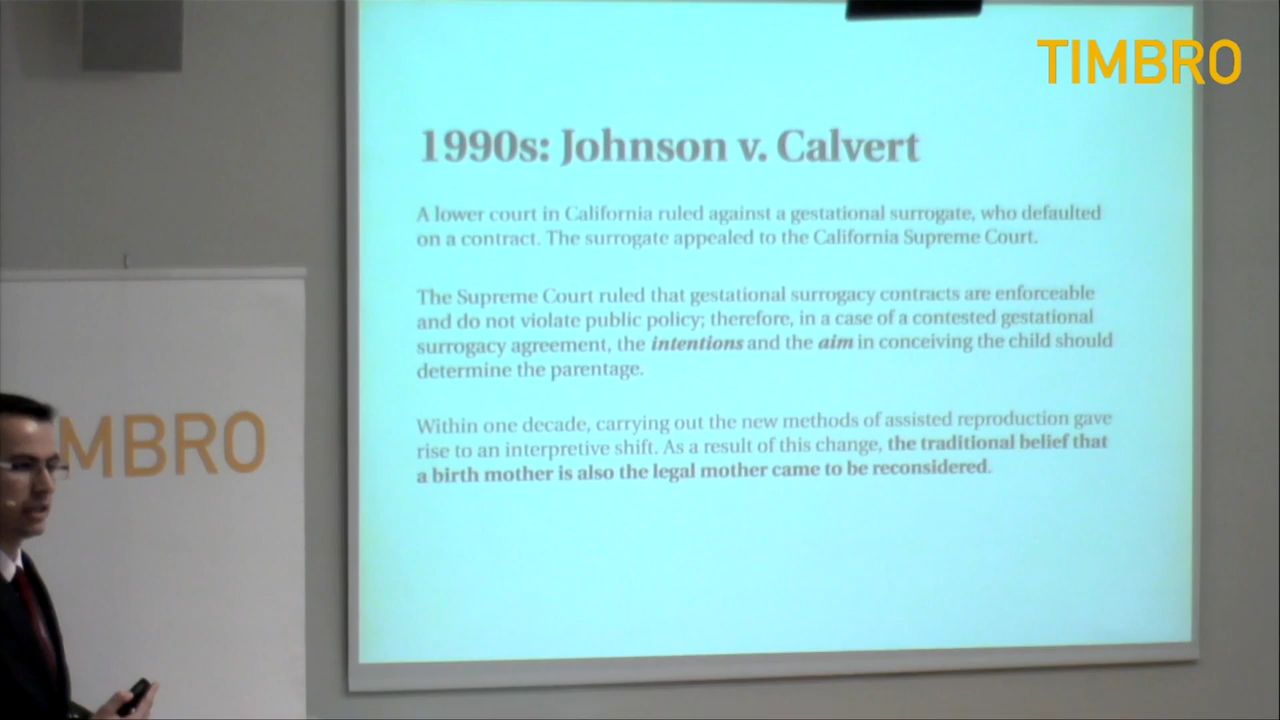 TIMBRO
1990s: Johnson v. Calvert
A lower court in California ruled against a gestational surrogate, who defaulted
on a contract. The surrogate appealed to the California Supreme Court.
The Supreme Court ruled that gestational surrogacy contracts are enforceable
and do not violate public policy; therefore, in a case of a contested gestational
surrogacy agreement, the intentions and the aim in conceiving the child should
determine the parentage.
Within one decade, carrying out the new methods of assisted reproduction gave
rise to an interpretive shift. As a result of this change, the traditional belief that
a birth mother is also the legal mother came to be reconsidered.
MBRO